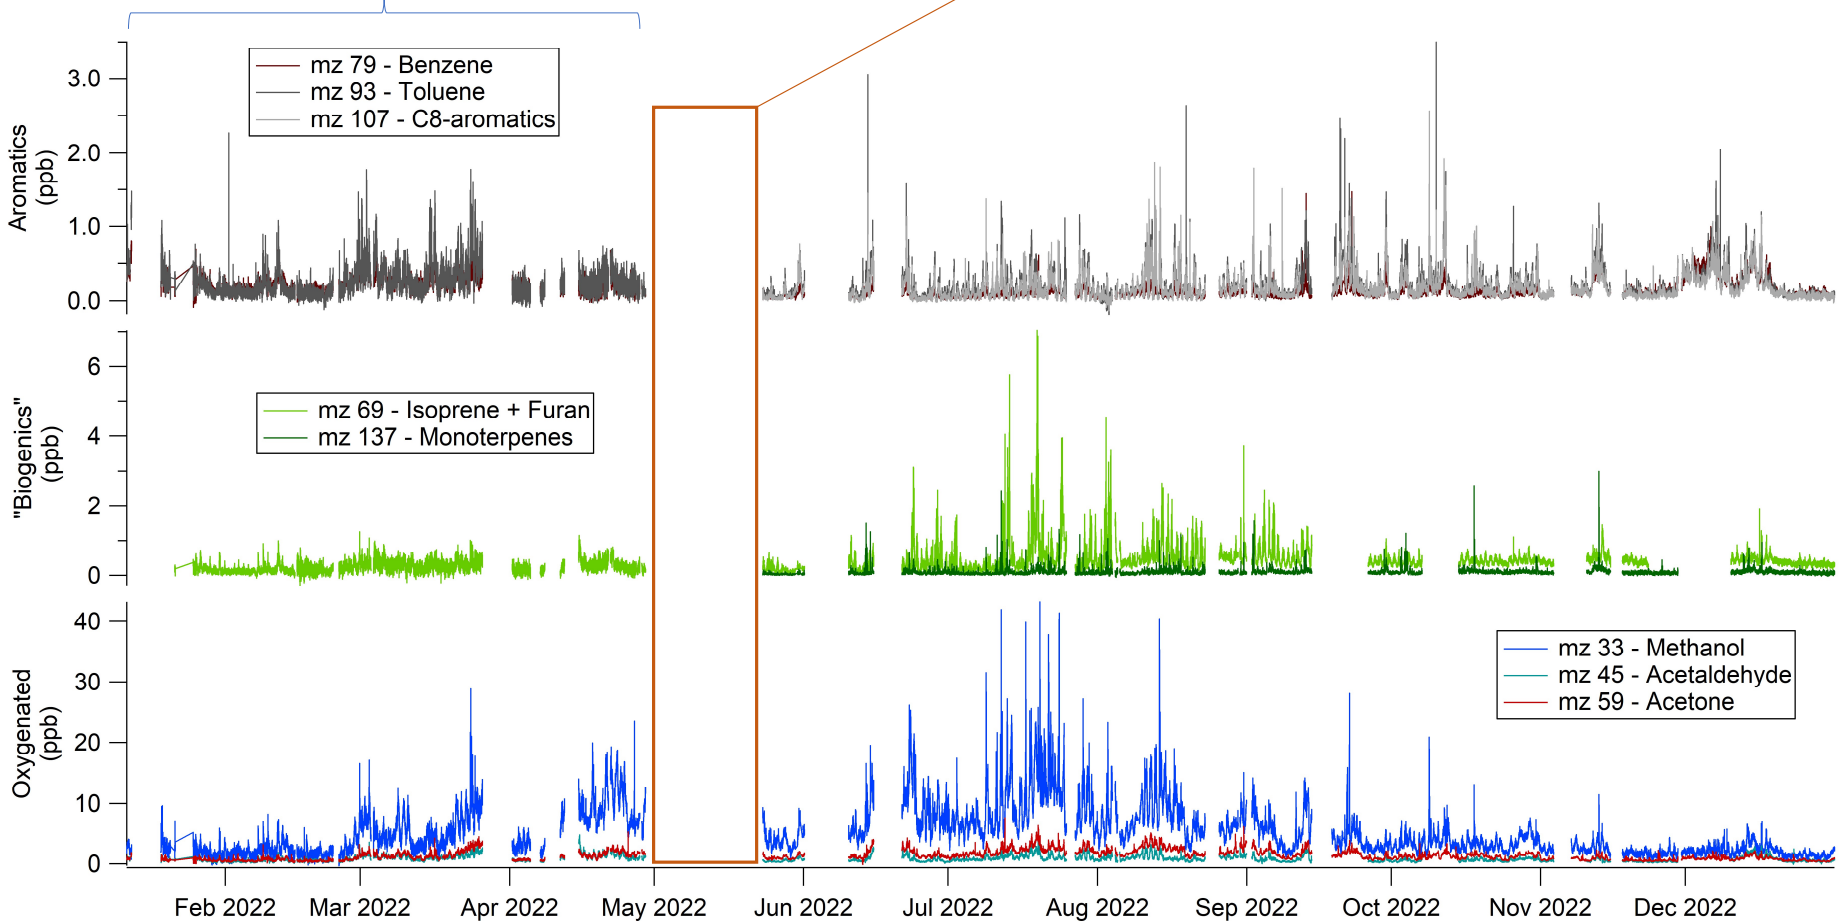 Aromatics
(ppb)
3.0
2.0
1.0
0.0
mz 79 - Benzene
mz 93 - Toluene
mz 107 - C8-aromatics
"Biogenics"
(ppb)
6
4
2
0
mz 69 - Isoprene + Furan
mz 137 - Monoterpenes
Oxygenated
(ppb)
40
30
20
10
0
mz 33 - Methanol
mz 45 - Acetaldehyde
mz 59 - Acetone
Feb 2022 Mar 2022 Apr 2022 May 2022 Jun 2022 Jul 2022 Aug 2022 Sep 2022 Oct 2022 Nov 2022 Dec 2022